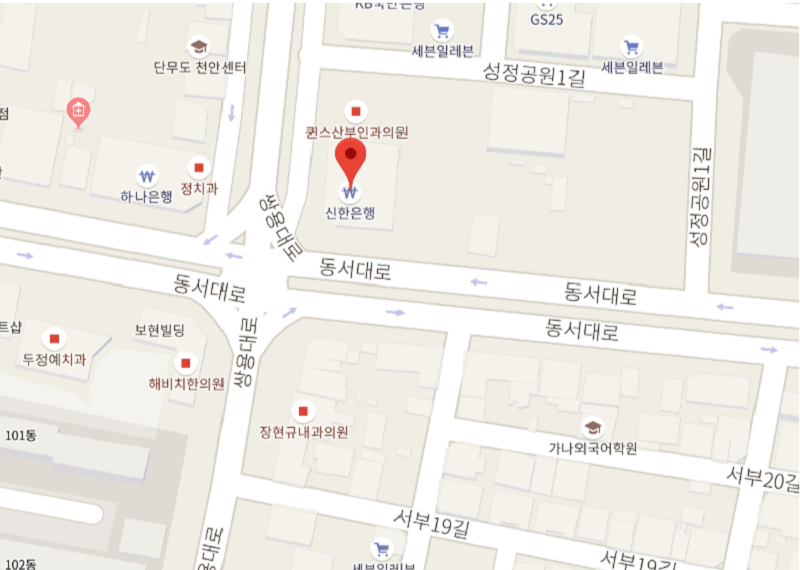 KB국민은행
GS25
세븐일레븐
세븐일레븐
단무도 천안센터
성정공원1길
점
퀸스산부인과의원
하나은행
정치과
신한은행
성정공원1길
쌍용대로
동서대로
동서대로
동서대로
동서대로
트샵
보현빌딩
쌍용대로
두정예치과
해비치한의원
장현규내과의원
101동
가나외국어학원
서부20길
서부19길
용대로
세븐일레븐
서부19길
102동